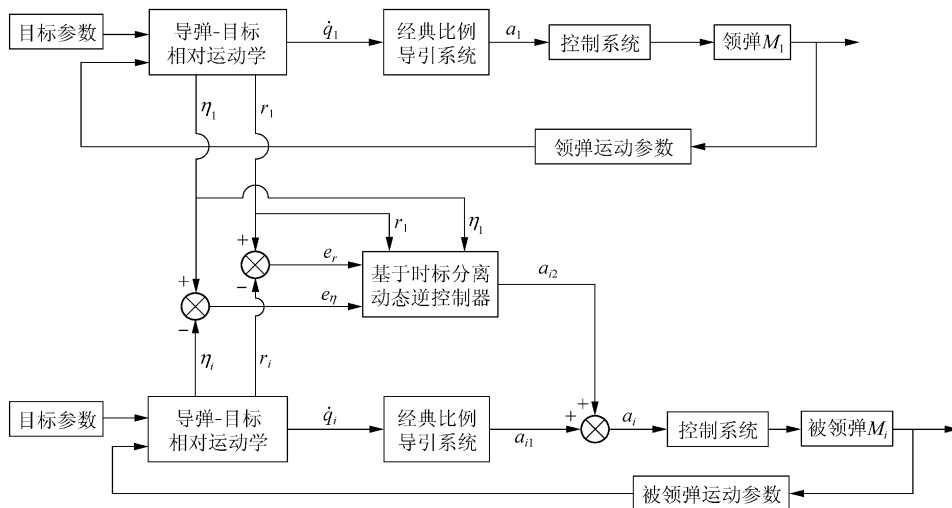 目标参数
导弹-目标
相对运动学
q̇₁
经典比例
导引系统
a₁
控制系统
领弹M₁
η₁
r₁
领弹运动参数
r₁
η₁
+
−
e_r
基于时标分离
动态逆控制器
a_{i2}
+
−
e_η
η_i
r_i
目标参数
导弹-目标
相对运动学
q̇_i
经典比例
导引系统
a_{i1}
+
+
a_i
控制系统
被领弹M_i
被领弹运动参数